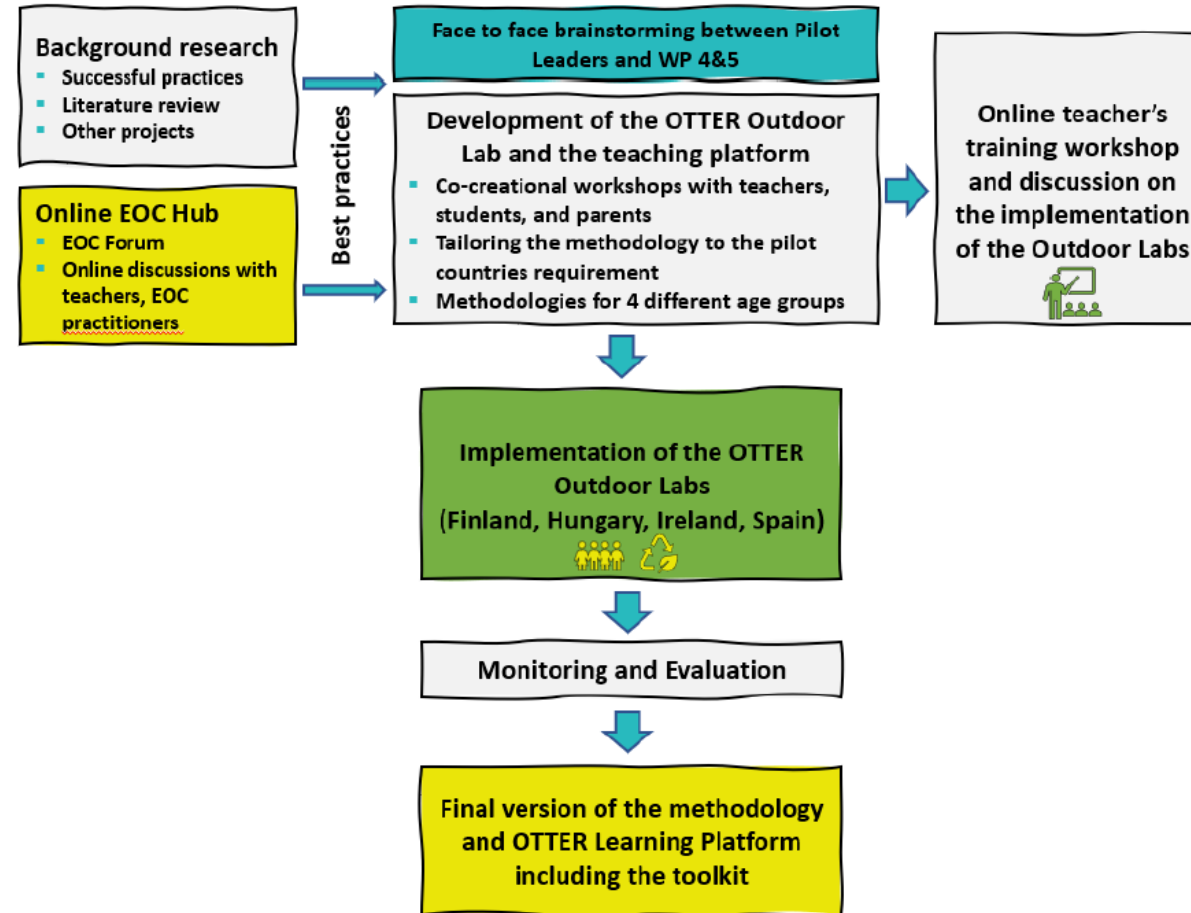 Background research
▪ Successful practices
▪ Literature review
▪ Other projects
Online EOC Hub
▪ EOC Forum
▪ Online discussions with
teachers, EOC
practitioners
Best practices
Face to face brainstorming between Pilot
Leaders and WP 4&5
Development of the OTTER Outdoor
Lab and the teaching platform
▪ Co-creational workshops with teachers,
students, and parents
▪ Tailoring the methodology to the pilot
countries requirement
▪ Methodologies for 4 different age groups
Online teacher's
training workshop
and discussion on
the implementation
of the Outdoor Labs
Implementation of the OTTER
Outdoor Labs
(Finland, Hungary, Ireland, Spain)
Monitoring and Evaluation
Final version of the methodology
and OTTER Learning Platform
including the toolkit